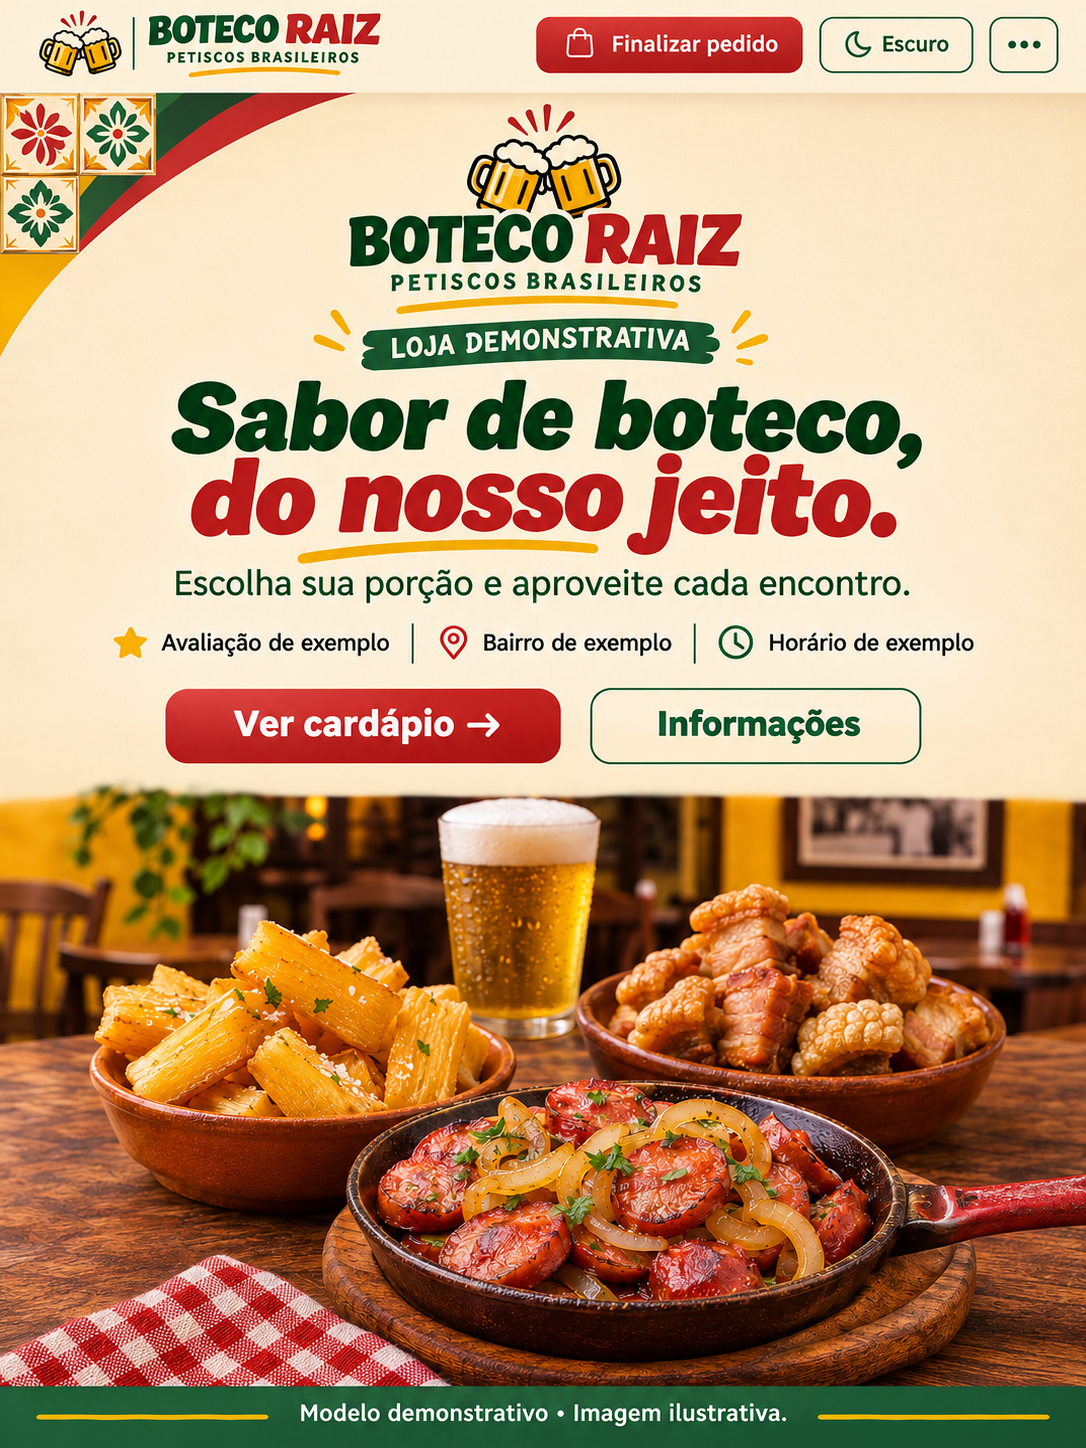 BOTECO RAIZ
PETISCOS BRASILEIROS
Finalizar pedido
Escuro
BOTECO RAIZ
PETISCOS BRASILEIROS
LOJA DEMONSTRATIVA
Sabor de boteco,
do nosso jeito.
Escolha sua porção e aproveite cada encontro.
Avaliação de exemplo
Bairro de exemplo
Horário de exemplo
Ver cardápio →
Informações
Modelo demonstrativo • Imagem ilustrativa.